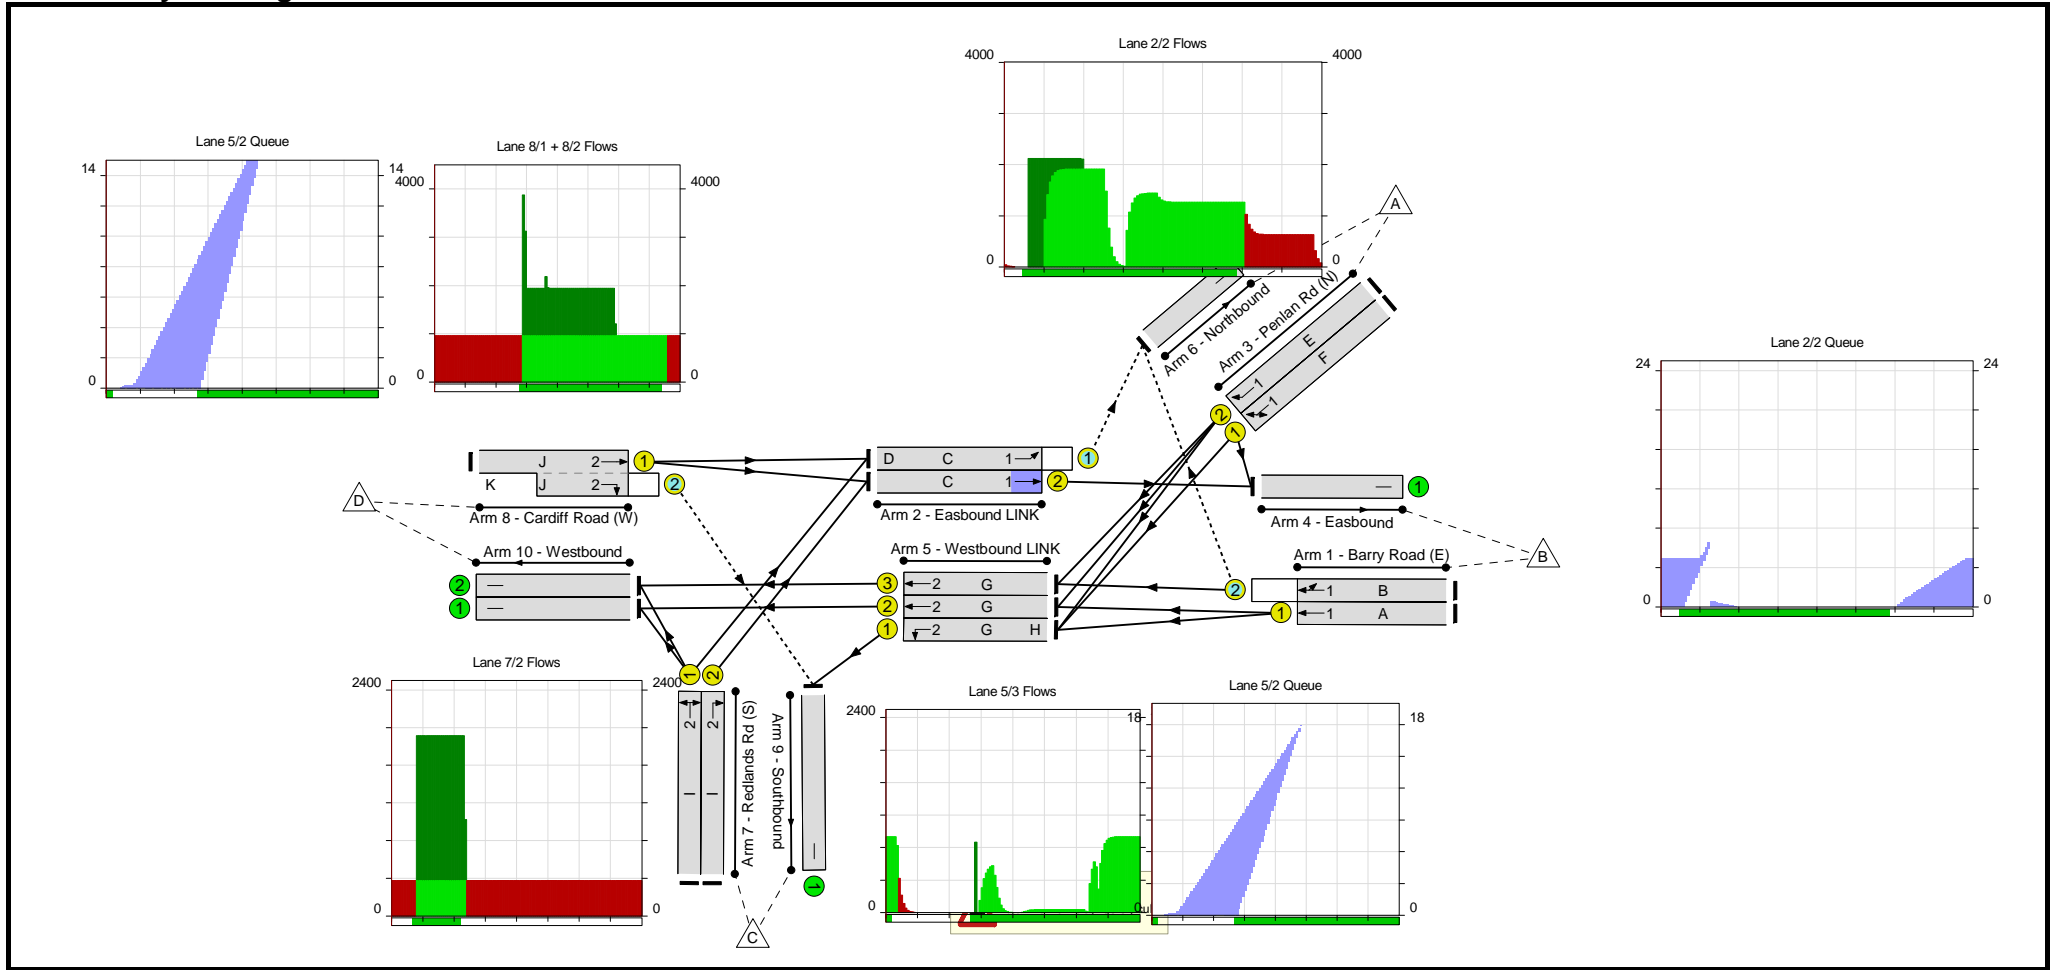 Lane 2/2 Flows
4000
4000
0
0
Lane 5/2 Queue
14
14
0
0
Lane 8/1 + 8/2 Flows
4000
4000
0
0
A
Arm 6 - Northbound
Arm 3 - Penlan Rd (N)
E
F
1
1
2
1
Lane 2/2 Queue
24
24
0
0
J 2
1
K J 2
2
Arm 8 - Cardiff Road (W)
D
D C 1
1
C 1
2
Arm 2 - Easbound LINK
1
Arm 4 - Easbound
B
Arm 10 - Westbound
2
1
Arm 5 - Westbound LINK
3 2 G
2 2 G
1 2 G H
Arm 1 - Barry Road (E)
2 1 B
1 1 A
Lane 7/2 Flows
2400
2400
0
0
1 2
2 2
Arm 7 - Redlands Rd (S)
Arm 9 - Southbound
1
C
Lane 5/3 Flows
2400
0
0
Lane 5/2 Queue
18
18
0